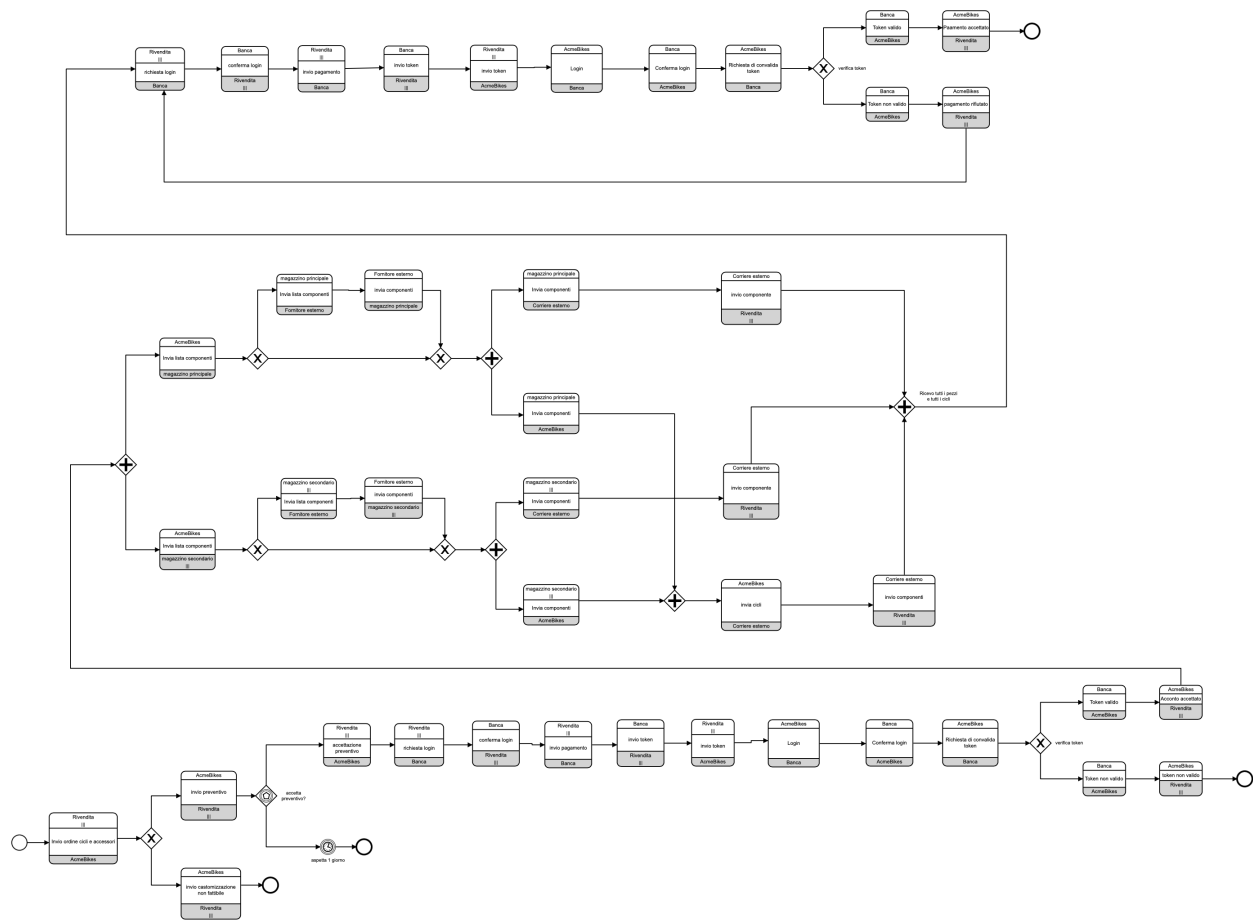 Banca
Token valido
AcmeBikes
AcmeBikes
Paamento accettato
Rivendita
|||
Rivendita
|||
richiesta login
Banca
Banca
conferma login
Rivendita
|||
Rivendita
|||
invio pagamento
Banca
Banca
invio token
Rivendita
|||
Rivendita
|||
invio token
AcmeBikes
AcmeBikes
Login
Banca
Banca
Conferma login
AcmeBikes
AcmeBikes
Richiesta di convalida
token
Banca
X
verifica token
Banca
Token non valido
AcmeBikes
AcmeBikes
pagamento rifiutato
Rivendita
|||
magazzino principale
Invia lista componenti
Fornitore esterno
Fornitore esterno
invia componenti
magazzino principale
magazzino principale
Invia componenti
Corriere esterno
Corriere esterno
invio componente
Rivendita
|||
AcmeBikes
Invia lista componenti
magazzino principale
X
X
magazzino principale
Invia componenti
AcmeBikes
Ricevo tutti i pezzi
e tutti i cicli
magazzino secondario
|||
Invia lista componenti
Fornitore esterno
Fornitore esterno
invia componenti
magazzino secondario
|||
magazzino secondario
|||
Invia componenti
Corriere esterno
Corriere esterno
invio componente
Rivendita
|||
AcmeBikes
Invia lista componenti
magazzino secondario
|||
X
X
magazzino secondario
|||
Invia componenti
AcmeBikes
AcmeBikes
invia cicli
Corriere esterno
Corriere esterno
invio componenti
Rivendita
|||
Banca
Token valido
AcmeBikes
AcmeBikes
Acconto accettato
Rivendita
|||
Rivendita
|||
accettazione
preventivo
AcmeBikes
Rivendita
|||
richiesta login
Banca
Banca
conferma login
Rivendita
|||
Rivendita
|||
invio pagamento
Banca
Banca
invio token
Rivendita
|||
Rivendita
|||
invio token
AcmeBikes
AcmeBikes
Login
Banca
Banca
Conferma login
AcmeBikes
AcmeBikes
Richiesta di convalida
token
Banca
X
verifica token
Banca
Token non valido
AcmeBikes
AcmeBikes
token non valido
Rivendita
|||
AcmeBikes
invio preventivo
Rivendita
|||
accetta
preventivo?
Rivendita
|||
Invio ordine cicli e accessori
AcmeBikes
X
aspetta 1 giorno
AcmeBikes
invio castomizzazione
non fattibile
Rivendita
|||